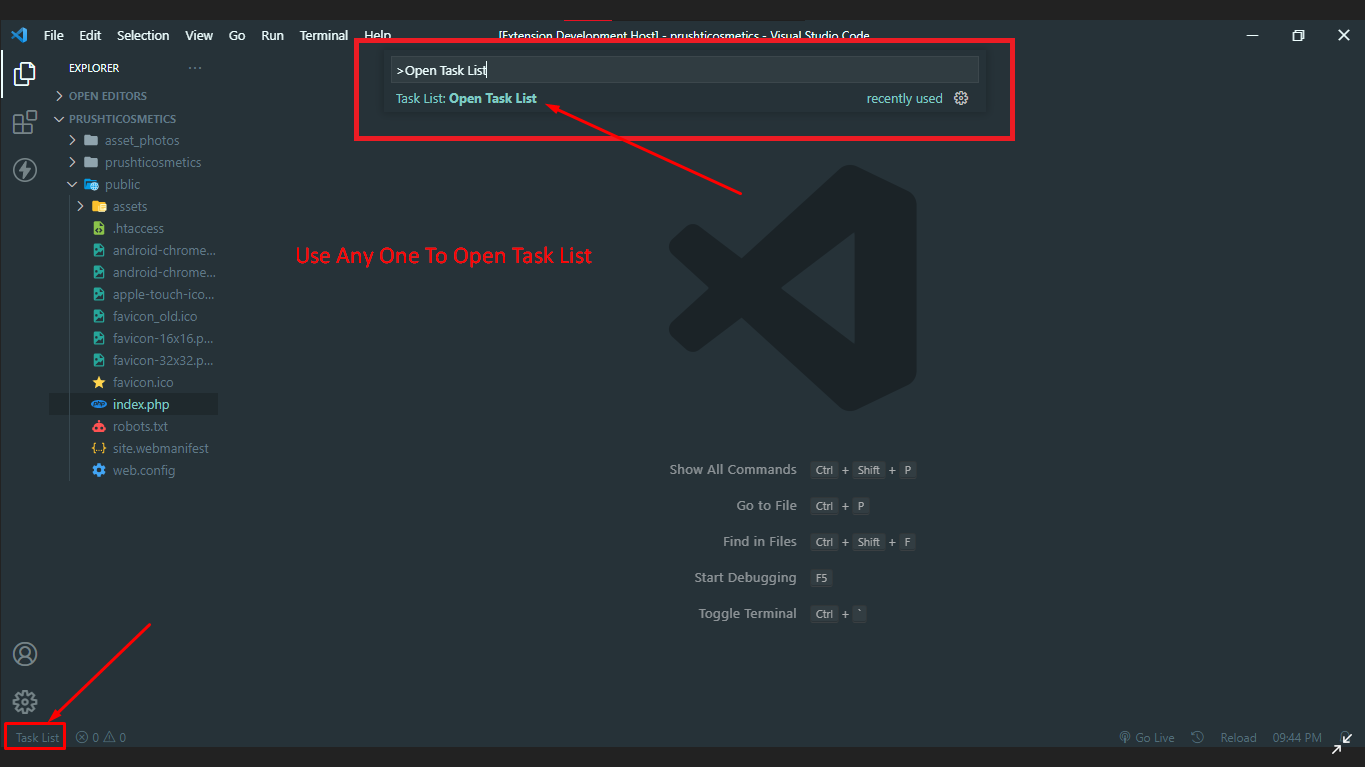 File Edit Selection View Go Run Terminal Help
[Extension Development Host] - prushticosmetics - Visual Studio Code
EXPLORER
>Open Task List
Task List: Open Task List recently used
OPEN EDITORS
PRUSHTICOSMETICS
asset_photos
prushticosmetics
public
assets
.htaccess
android-chrome...
android-chrome...
apple-touch-ico...
favicon_old.ico
favicon-16x16.p...
favicon-32x32.p...
favicon.ico
index.php
robots.txt
site.webmanifest
web.config
Use Any One To Open Task List
Show All Commands Ctrl + Shift + P
Go to File Ctrl + P
Find in Files Ctrl + Shift + F
Start Debugging F5
Toggle Terminal Ctrl + `
Task List 0 0 Go Live Reload 09:44 PM